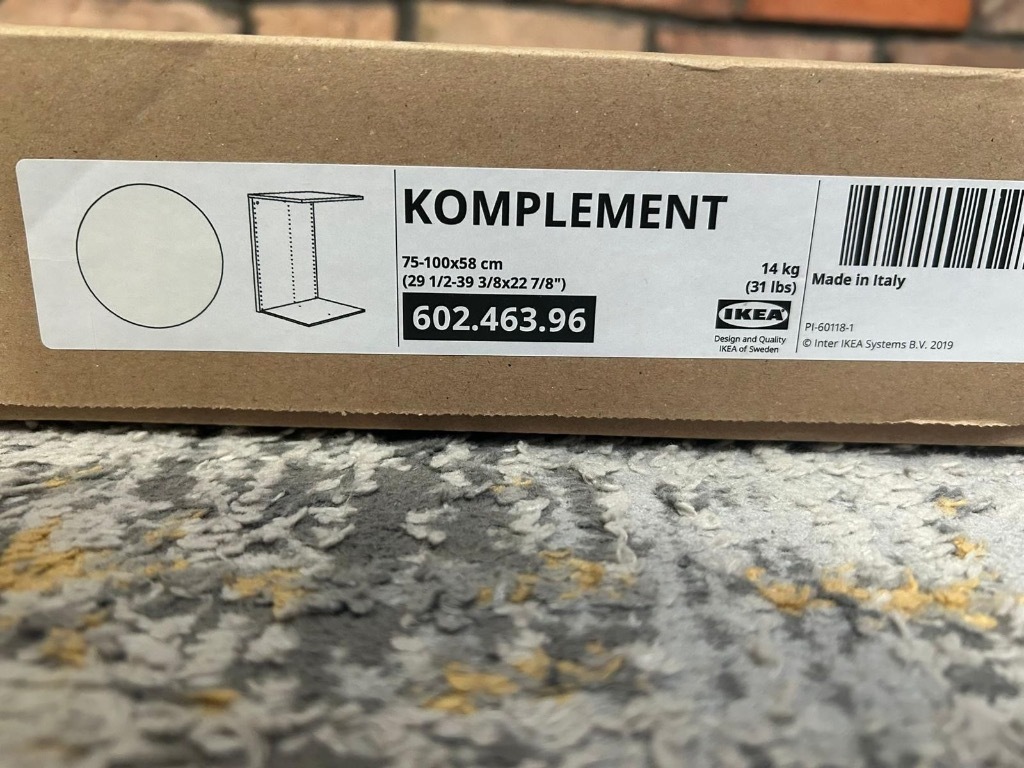 KOMPLEMENT
75-100x58 cm
(29 1/2-39 3/8x22 7/8")
602.463.96
14 kg
(31 lbs)
IKEA
Design and Quality
IKEA of Sweden
Made in Italy
PI-60118-1
© Inter IKEA Systems B.V. 2019